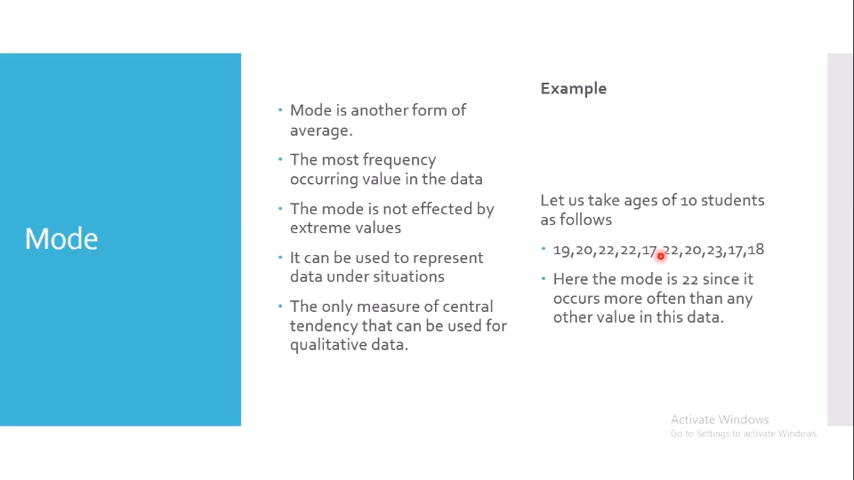 Mode
Mode is another form of
average.
The most frequency
occurring value in the data
The mode is not effected by
extreme values
It can be used to represent
data under situations
The only measure of central
tendency that can be used for
qualitative data.
Example
Let us take ages of 10 students
as follows
19,20,22,22,17,22,20,23,17,18
Here the mode is 22 since it
occurs more often than any
other value in this data.
Activate Windows
Go to Settings to activate Windows.